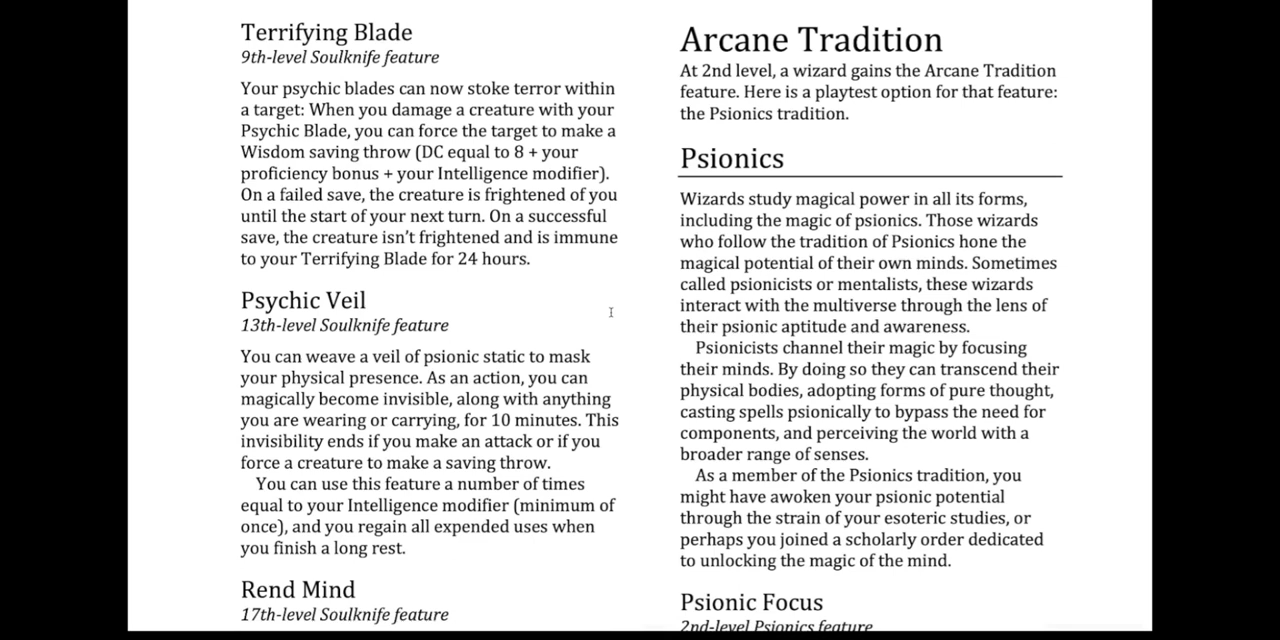 Terrifying Blade
9th-level Soulknife feature
Your psychic blades can now stoke terror within
a target: When you damage a creature with your
Psychic Blade, you can force the target to make a
Wisdom saving throw (DC equal to 8 + your
proficiency bonus + your Intelligence modifier).
On a failed save, the creature is frightened of you
until the start of your next turn. On a successful
save, the creature isn't frightened and is immune
to your Terrifying Blade for 24 hours.
Psychic Veil
13th-level Soulknife feature
You can weave a veil of psionic static to mask
your physical presence. As an action, you can
magically become invisible, along with anything
you are wearing or carrying, for 10 minutes. This
invisibility ends if you make an attack or if you
force a creature to make a saving throw.
You can use this feature a number of times
equal to your Intelligence modifier (minimum of
once), and you regain all expended uses when
you finish a long rest.
Rend Mind
17th-level Soulknife feature
Arcane Tradition
At 2nd level, a wizard gains the Arcane Tradition
feature. Here is a playtest option for that feature:
the Psionics tradition.
Psionics
Wizards study magical power in all its forms,
including the magic of psionics. Those wizards
who follow the tradition of Psionics hone the
magical potential of their own minds. Sometimes
called psionicists or mentalists, these wizards
interact with the multiverse through the lens of
their psionic aptitude and awareness.
Psionicists channel their magic by focusing
their minds. By doing so they can transcend their
physical bodies, adopting forms of pure thought,
casting spells psionically to bypass the need for
components, and perceiving the world with a
broader range of senses.
As a member of the Psionics tradition, you
might have awoken your psionic potential
through the strain of your esoteric studies, or
perhaps you joined a scholarly order dedicated
to unlocking the magic of the mind.
Psionic Focus
2nd-level Psionics feature